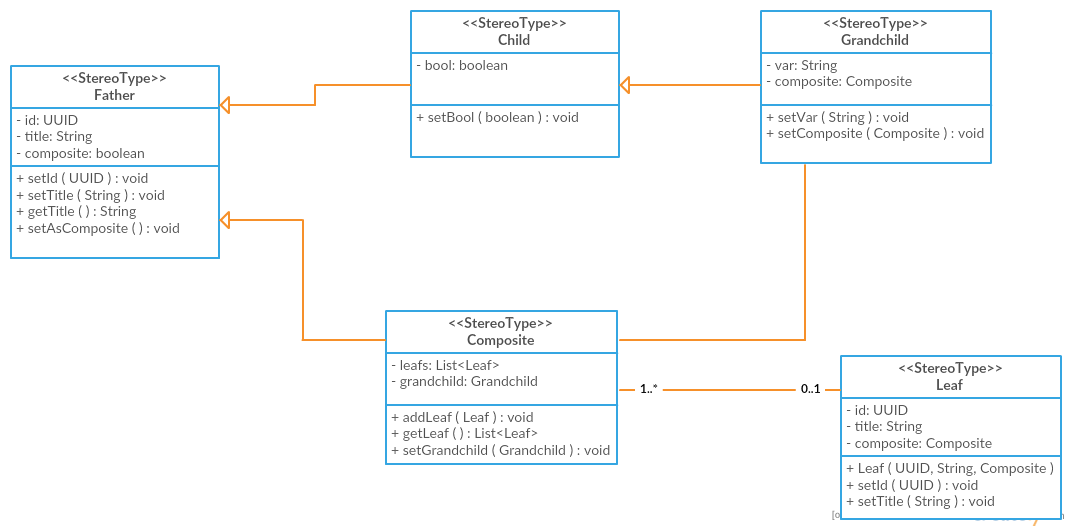 <<StereoType>>
Father
- id: UUID
- title: String
- composite: boolean
+ setId ( UUID ) : void
+ setTitle ( String ) : void
+ getTitle ( ) : String
+ setAsComposite ( ) : void
<<StereoType>>
Child
- bool: boolean
+ setBool ( boolean ) : void
<<StereoType>>
Grandchild
- var: String
- composite: Composite
+ setVar ( String ) : void
+ setComposite ( Composite ) : void
<<StereoType>>
Composite
- leafs: List<Leaf>
- grandchild: Grandchild
+ addLeaf ( Leaf ) : void
+ getLeaf ( ) : List<Leaf>
+ setGrandchild ( Grandchild ) : void
1..*
0..1
<<StereoType>>
Leaf
- id: UUID
- title: String
- composite: Composite
+ Leaf ( UUID, String, Composite )
+ setId ( UUID ) : void
+ setTitle ( String ) : void